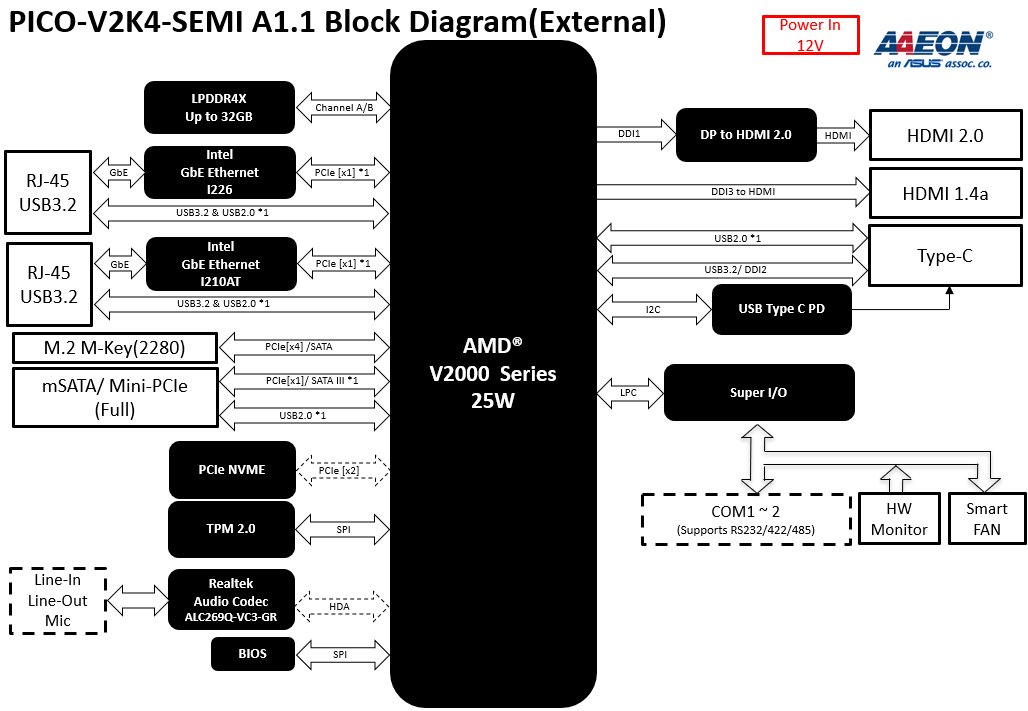 PICO-V2K4-SEMI A1.1 Block Diagram(External)
Power In
12V
AAEON®
an ASUS assoc. co.
LPDDR4X
Up to 32GB
Channel A/B
RJ-45
USB3.2
GbE
Intel
GbE Ethernet
I226
PCIe [x1] *1
USB3.2 & USB2.0 *1
RJ-45
USB3.2
GbE
Intel
GbE Ethernet
I210AT
PCIe [x1] *1
USB3.2 & USB2.0 *1
M.2 M-Key(2280)
PCIe[x4] /SATA
mSATA/ Mini-PCIe
(Full)
PCIe[x1]/ SATA III *1
USB2.0 *1
PCIe NVME
PCIe [x2]
TPM 2.0
SPI
Line-In
Line-Out
Mic
Realtek
Audio Codec
ALC269Q-VC3-GR
HDA
BIOS
SPI
AMD®
V2000 Series
25W
DDI1
DP to HDMI 2.0
HDMI
HDMI 2.0
DDI3 to HDMI
HDMI 1.4a
USB2.0 *1
USB3.2/ DDI2
Type-C
I2C
USB Type C PD
LPC
Super I/O
COM1 ~ 2
(Supports RS232/422/485)
HW
Monitor
Smart
FAN